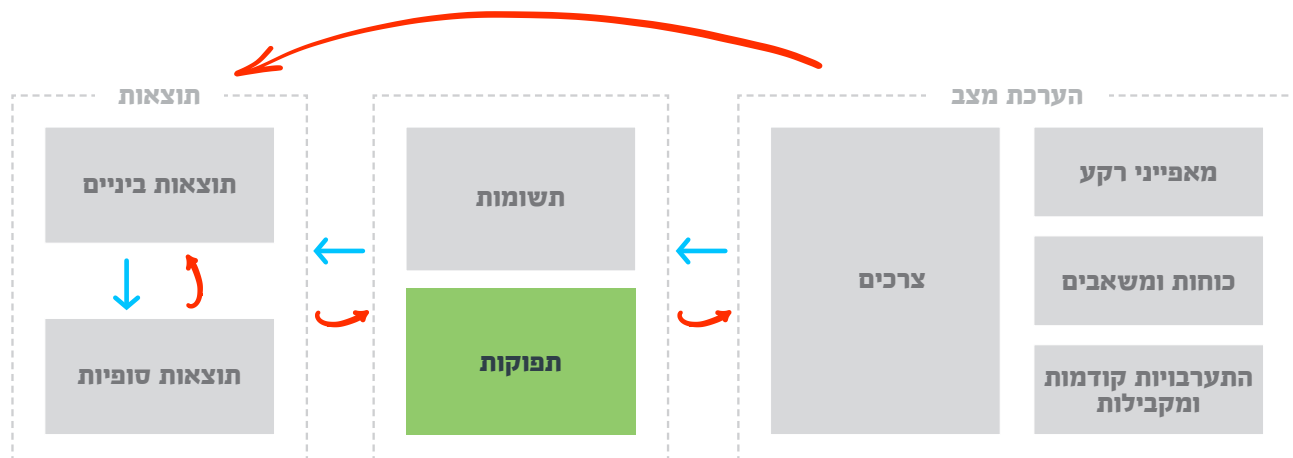 הערכת מצב
מאפייני רקע
כוחות ומשאבים
התערבויות קודמות
ומקבילות
צרכים
תשומות
תפוקות
תוצאות
תוצאות ביניים
תוצאות סופיות